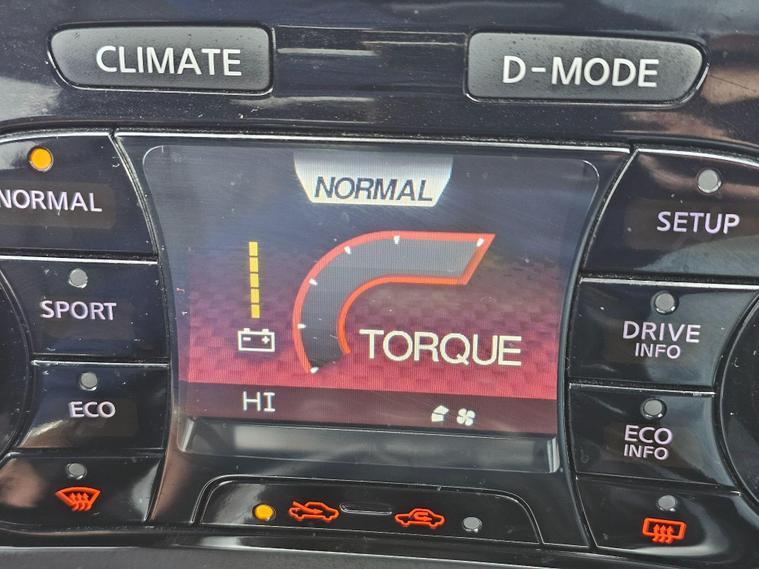 CLIMATE
D-MODE
NORMAL
NORMAL
SETUP
SPORT
DRIVE
INFO
TORQUE
ECO
HI
ECO
INFO